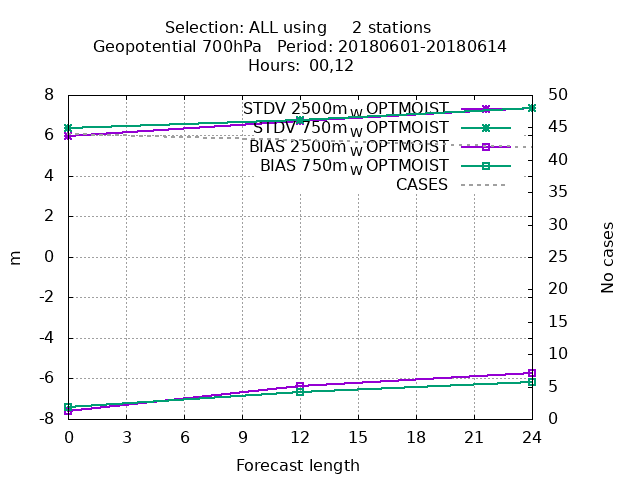 Selection: ALL using     2 stations
Geopotential 700hPa   Period: 20180601-20180614
Hours:  00,12
8
6
4
2
0
-2
-4
-6
-8
m
50
45
40
35
30
25
20
15
10
5
0
No cases
STDV 2500m_W OPTMOIST
STDV 750m_W OPTMOIST
BIAS 2500m_W OPTMOIST
BIAS 750m_W OPTMOIST
CASES
0 3 6 9 12 15 18 21 24
Forecast length